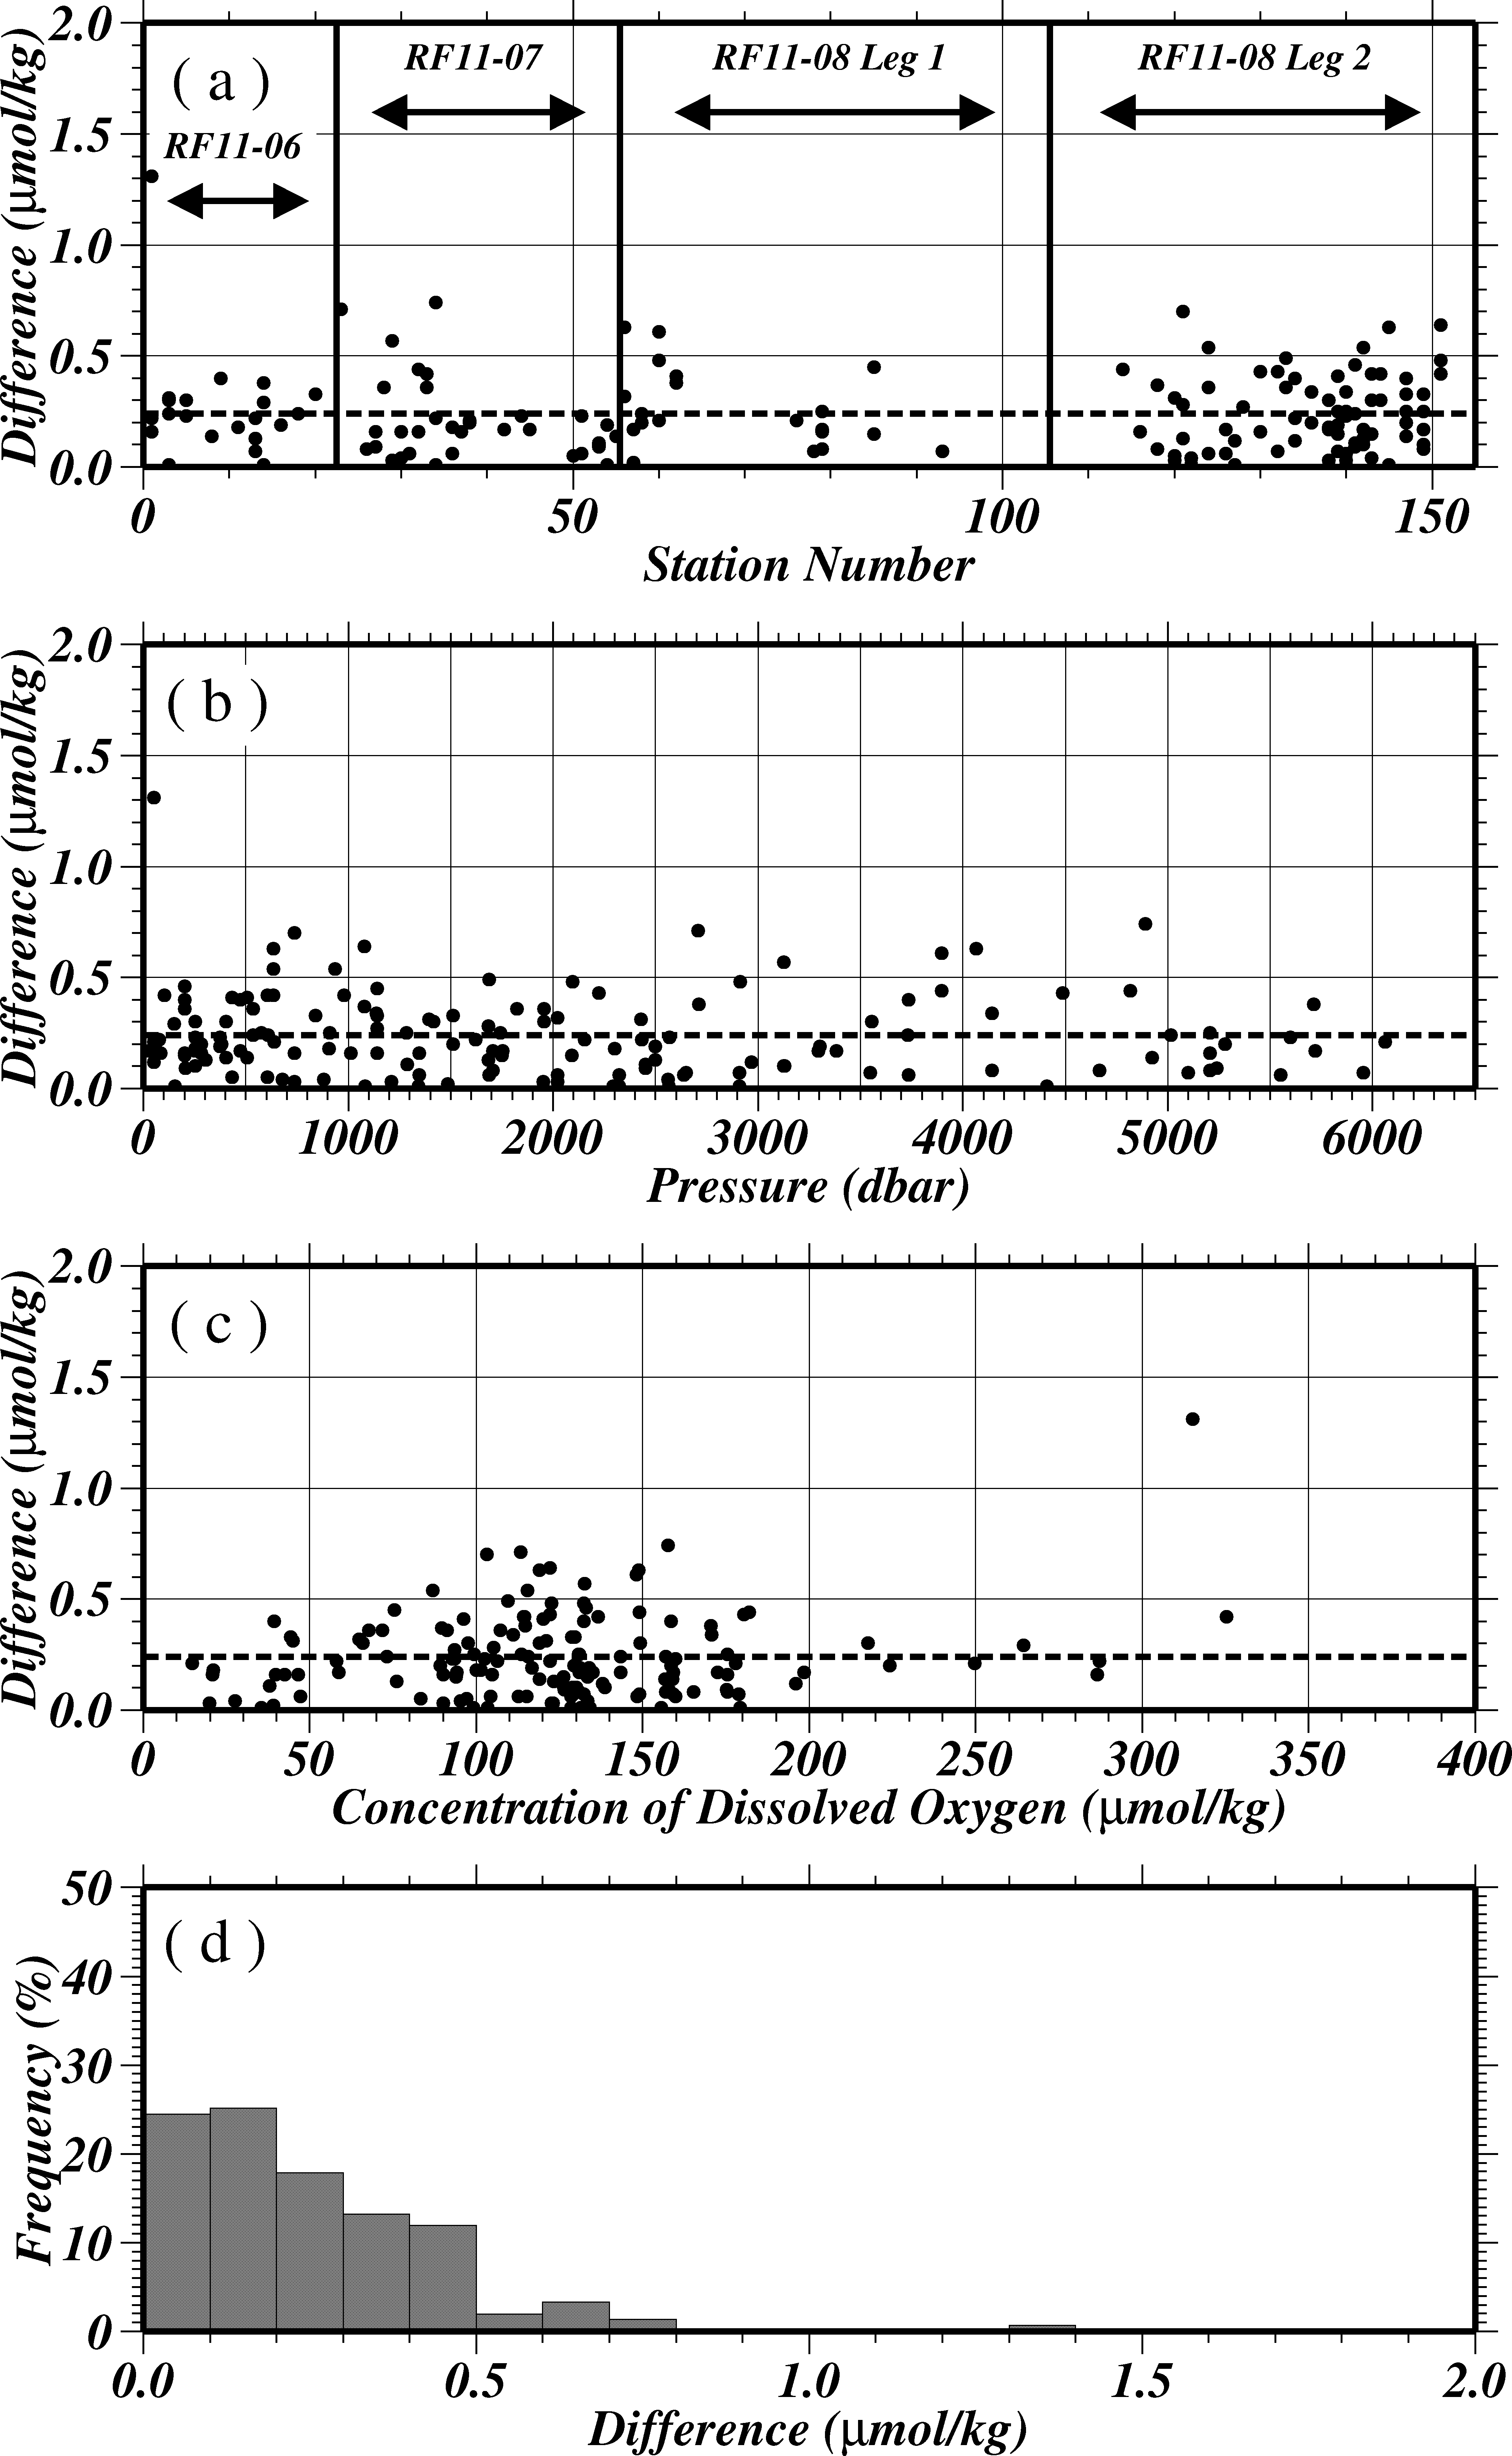 2.0
1.5
1.0
0.5
0.0
Difference (μmol/kg)
( a )
RF11-06
RF11-07
RF11-08 Leg 1
RF11-08 Leg 2
0 50 100 150
Station Number
2.0
1.5
1.0
0.5
0.0
Difference (μmol/kg)
( b )
0 1000 2000 3000 4000 5000 6000
Pressure (dbar)
2.0
1.5
1.0
0.5
0.0
Difference (μmol/kg)
( c )
0 50 100 150 200 250 300 350 400
Concentration of Dissolved Oxygen (μmol/kg)
50
40
30
20
10
0
Frequency (%)
( d )
0.0 0.5 1.0 1.5 2.0
Difference (μmol/kg)